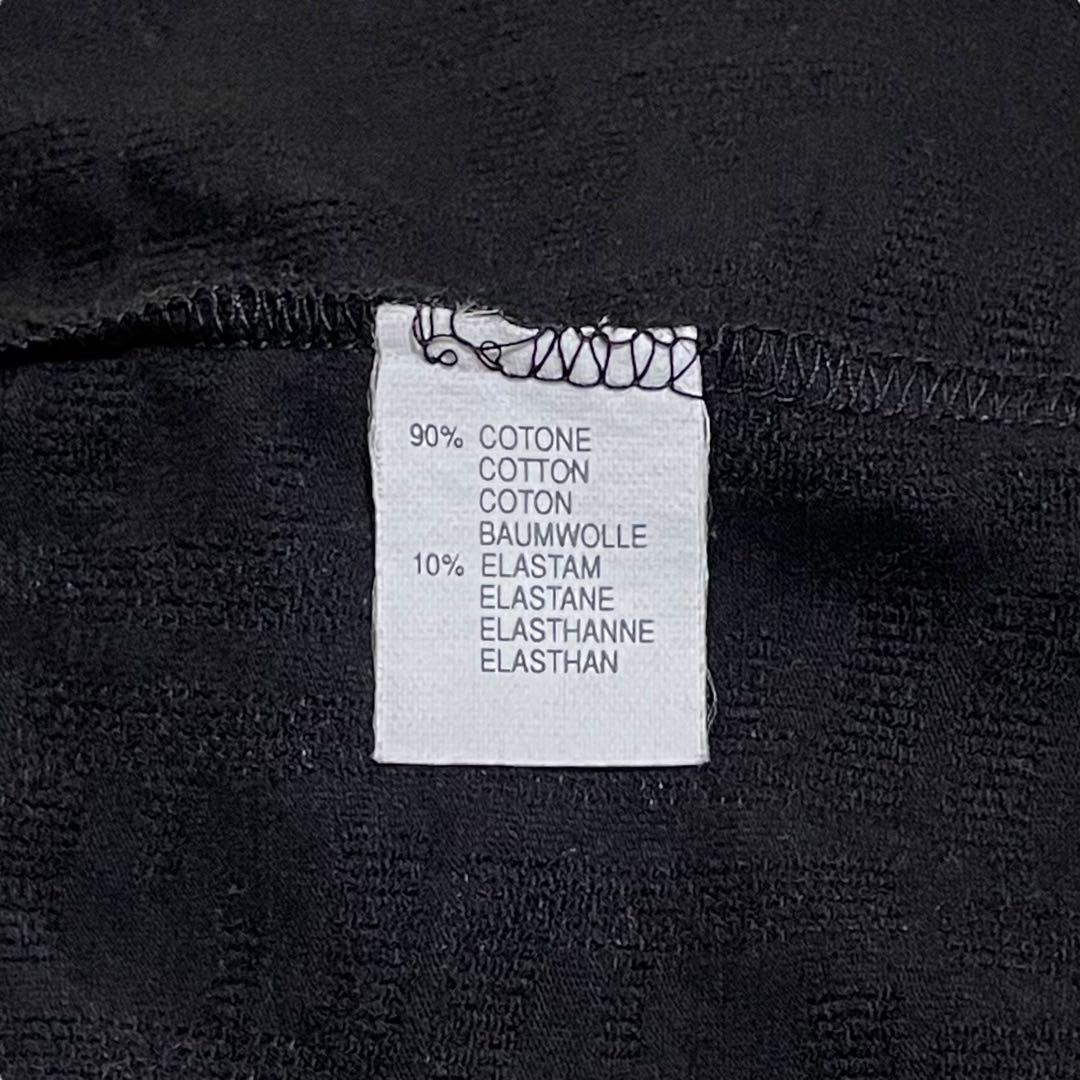 90% COTONE
COTTON
COTON
BAUMWOLLE
10% ELASTAM
ELASTANE
ELASTHANNE
ELASTHAN